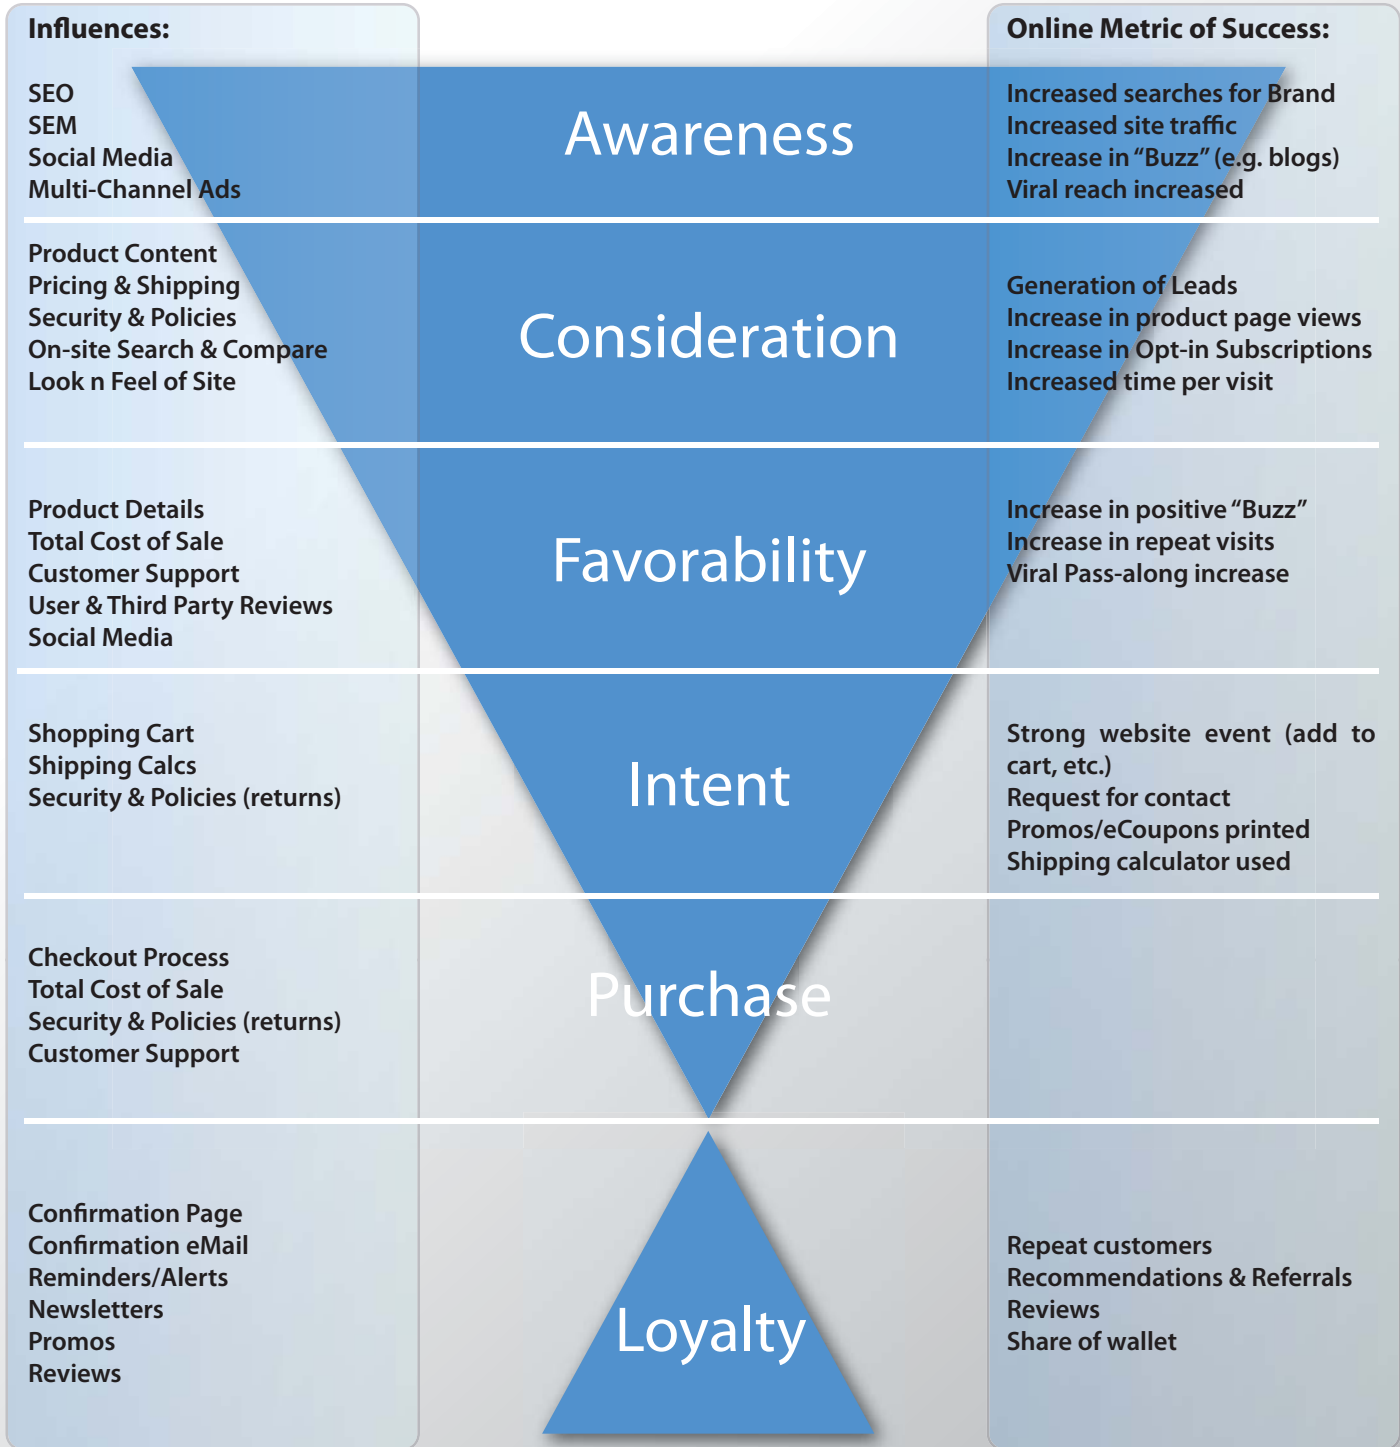 Influences:
Online Metric of Success:
SEO
SEM
Social Media
Multi-Channel Ads
Awareness
Increased searches for Brand
Increased site traffic
Increase in “Buzz” (e.g. blogs)
Viral reach increased
Product Content
Pricing & Shipping
Security & Policies
On-site Search & Compare
Look n Feel of Site
Consideration
Generation of Leads
Increase in product page views
Increase in Opt-in Subscriptions
Increased time per visit
Product Details
Total Cost of Sale
Customer Support
User & Third Party Reviews
Social Media
Favorability
Increase in positive “Buzz”
Increase in repeat visits
Viral Pass-along increase
Shopping Cart
Shipping Calcs
Security & Policies (returns)
Intent
Strong website event (add to
cart, etc.)
Request for contact
Promos/eCoupons printed
Shipping calculator used
Checkout Process
Total Cost of Sale
Security & Policies (returns)
Customer Support
Purchase
Confirmation Page
Confirmation eMail
Reminders/Alerts
Newsletters
Promos
Reviews
Loyalty
Repeat customers
Recommendations & Referrals
Reviews
Share of wallet